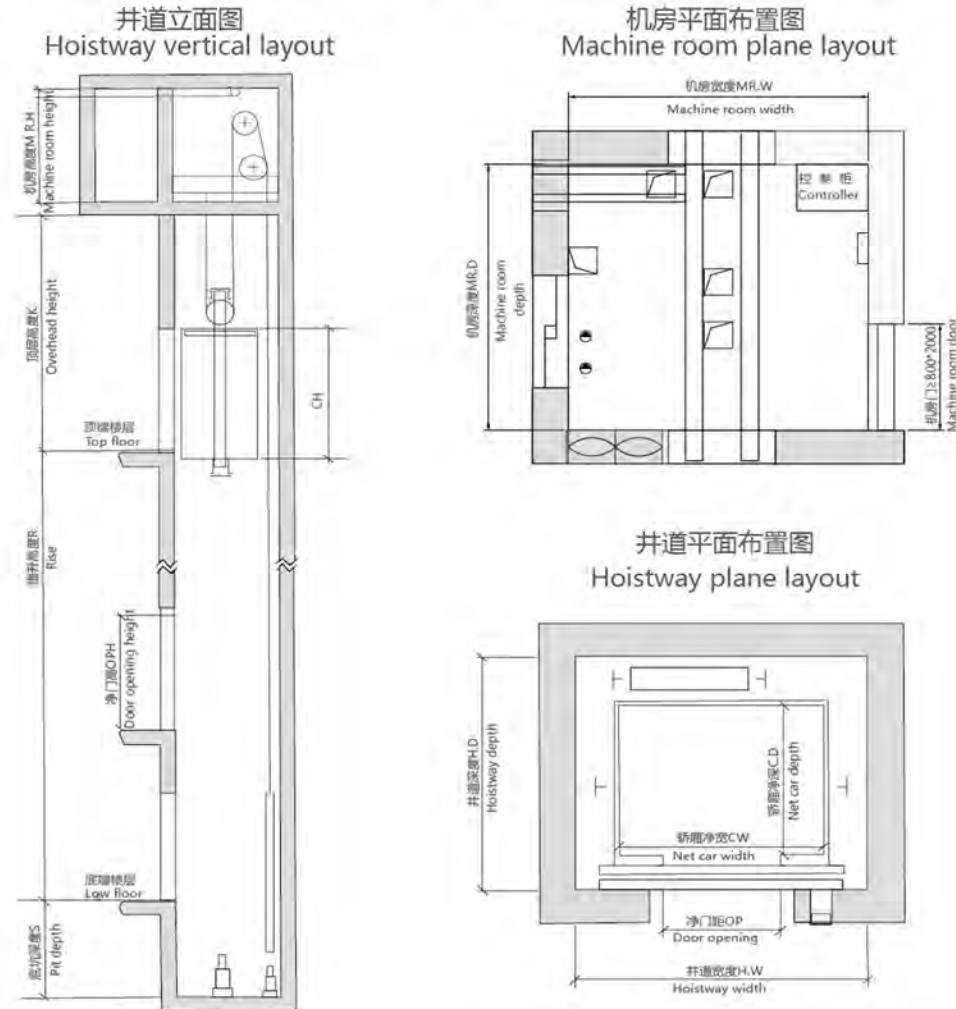 井道立面图
Hoistway vertical layout
机房高度M R.H
Machine room height
顶层高度K
Overhead height
CH
顶端楼层
Top floor
提升高度R
Rise
净门高OPH
Door opening height
底端楼层
Low floor
底坑深度S
Pit depth
机房平面布置图
Machine room plane layout
机房宽度MR.W
Machine room width
控制柜
Controller
机房深度MR.D
Machine room
depth
机房门≥800*2000
Machine room door
井道平面布置图
Hoistway plane layout
井道深度H.D
Hoistway depth
轿厢净深C.D
Net car depth
轿厢净宽CW
Net car width
净门距OP
Door opening
井道宽度H.W
Hoistway width